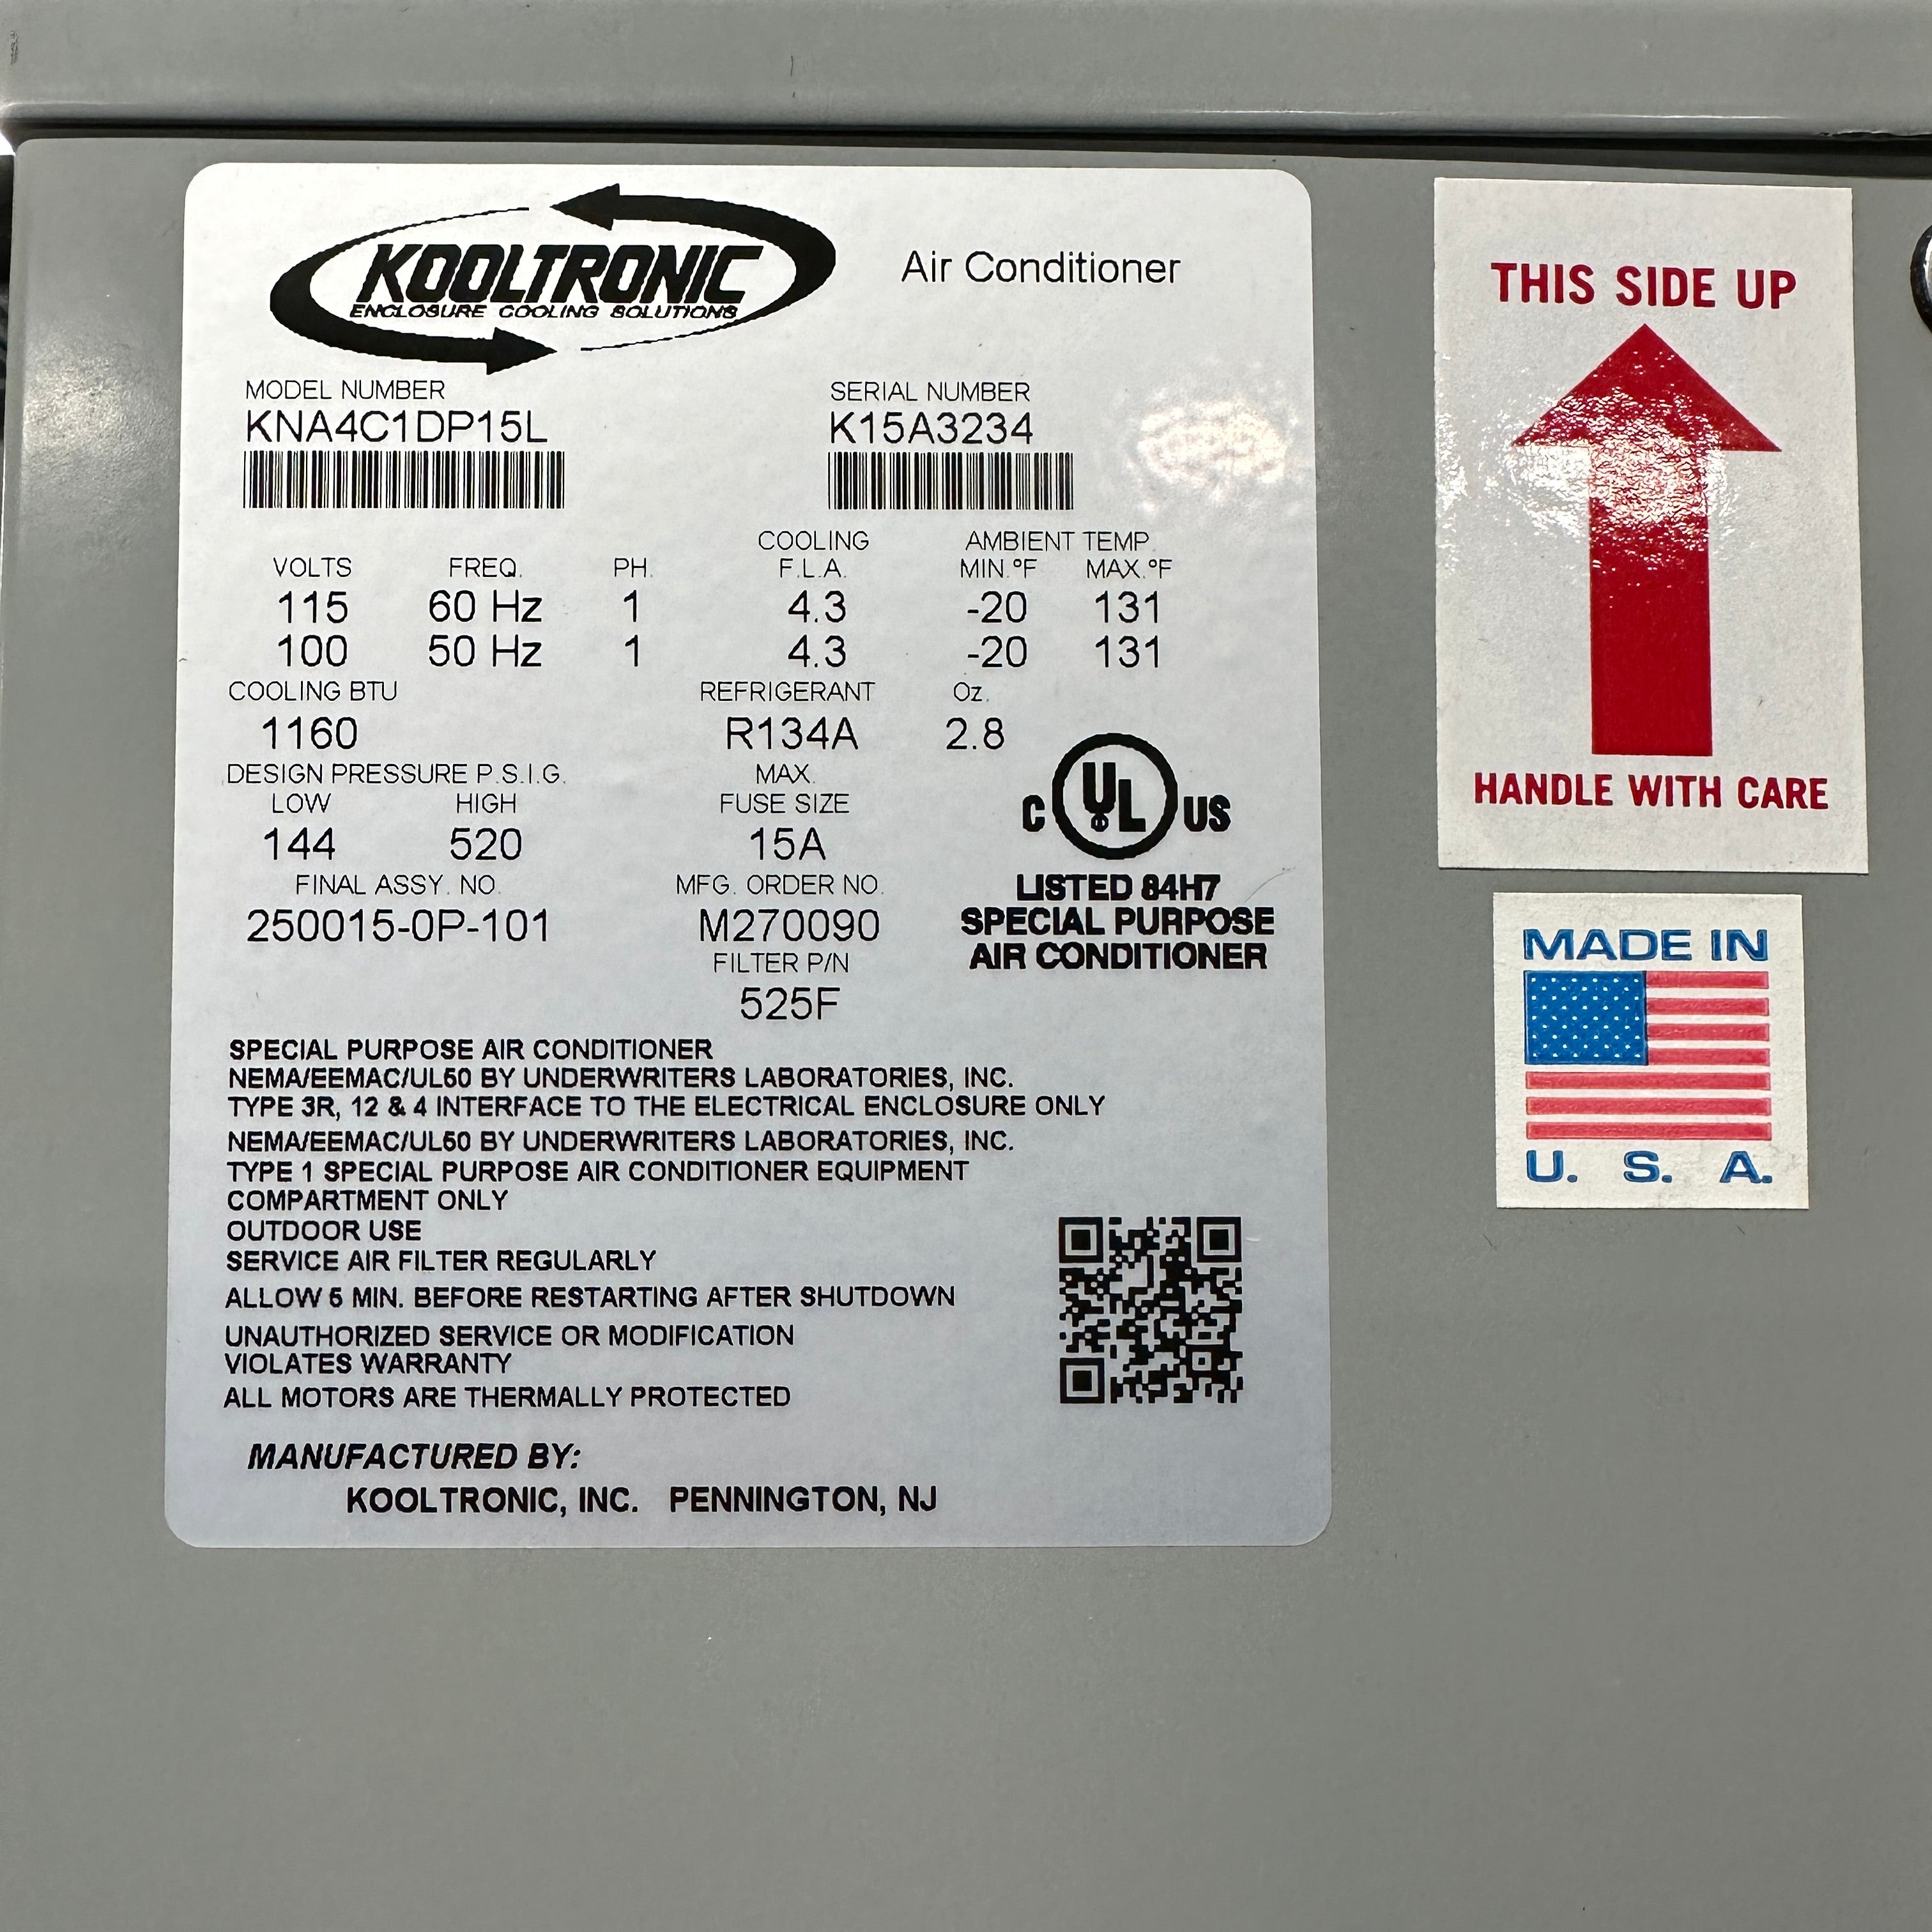 KOOLTRONIC
ENCLOSURE COOLING SOLUTIONS
Air Conditioner
MODEL NUMBER
KNA4C1DP15L
SERIAL NUMBER
K15A3234
VOLTS FREQ. PH. COOLING F.L.A. AMBIENT TEMP. MIN.°F MAX.°F
115 60 Hz 1 4.3 -20 131
100 50 Hz 1 4.3 -20 131
COOLING BTU REFRIGERANT Oz.
1160 R134A 2.8
DESIGN PRESSURE P.S.I.G. MAX.
LOW HIGH FUSE SIZE
144 520 15A
FINAL ASSY. NO. MFG. ORDER NO.
250015-0P-101 M270090
FILTER P/N
525F
C UL US
LISTED 84H7
SPECIAL PURPOSE
AIR CONDITIONER
SPECIAL PURPOSE AIR CONDITIONER
NEMA/EEMAC/UL50 BY UNDERWRITERS LABORATORIES, INC.
TYPE 3R, 12 & 4 INTERFACE TO THE ELECTRICAL ENCLOSURE ONLY
NEMA/EEMAC/UL50 BY UNDERWRITERS LABORATORIES, INC.
TYPE 1 SPECIAL PURPOSE AIR CONDITIONER EQUIPMENT
COMPARTMENT ONLY
OUTDOOR USE
SERVICE AIR FILTER REGULARLY
ALLOW 5 MIN. BEFORE RESTARTING AFTER SHUTDOWN
UNAUTHORIZED SERVICE OR MODIFICATION
VIOLATES WARRANTY
ALL MOTORS ARE THERMALLY PROTECTED
MANUFACTURED BY:
KOOLTRONIC, INC. PENNINGTON, NJ
THIS SIDE UP
HANDLE WITH CARE
MADE IN
U. S. A.